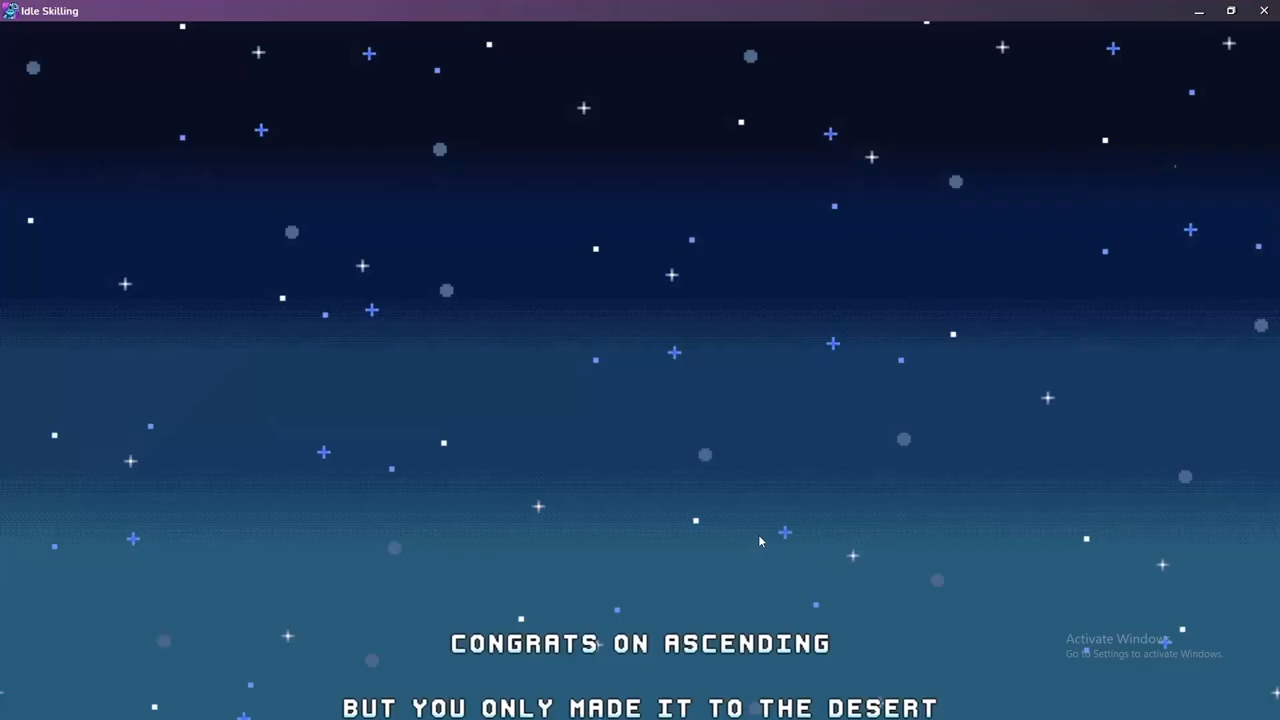 Idle Skilling
CONGRATS ON ASCENDING
Activate Windows
Go to Settings to activate Windows.
BUT YOU ONLY MADE IT TO THE DESERT